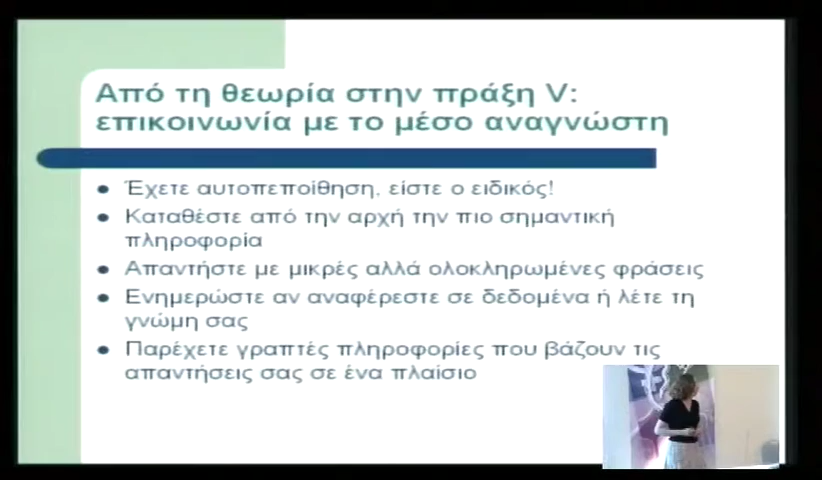 Από τη θεωρία στην πράξη V:
επικοινωνία με το μέσο αναγνώστη
Έχετε αυτοπεποίθηση, είστε ο ειδικός!
Καταθέστε από την αρχή την πιο σημαντική
πληροφορία
Απαντήστε με μικρές αλλά ολοκληρωμένες φράσεις
Ενημερώστε αν αναφέρεστε σε δεδομένα ή λέτε τη
γνώμη σας
Παρέχετε γραπτές πληροφορίες που βάζουν τις
απαντήσεις σας σε ένα πλαίσιο